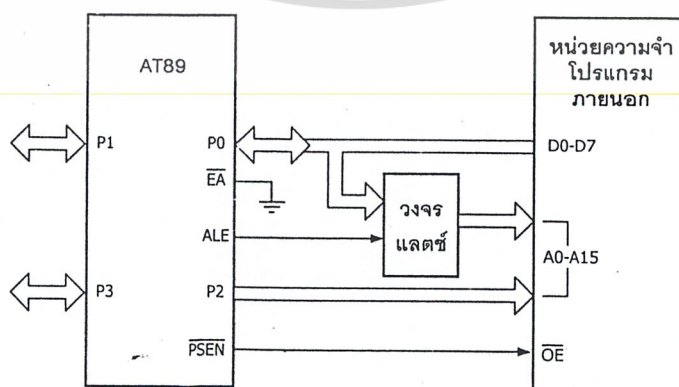 AT89
หน่วยความจำ
โปรแกรม
ภายนอก
P1
P0
D0-D7
EA
วงจร
แลตซ์
ALE
A0-A15
P3
P2
PSEN
OE